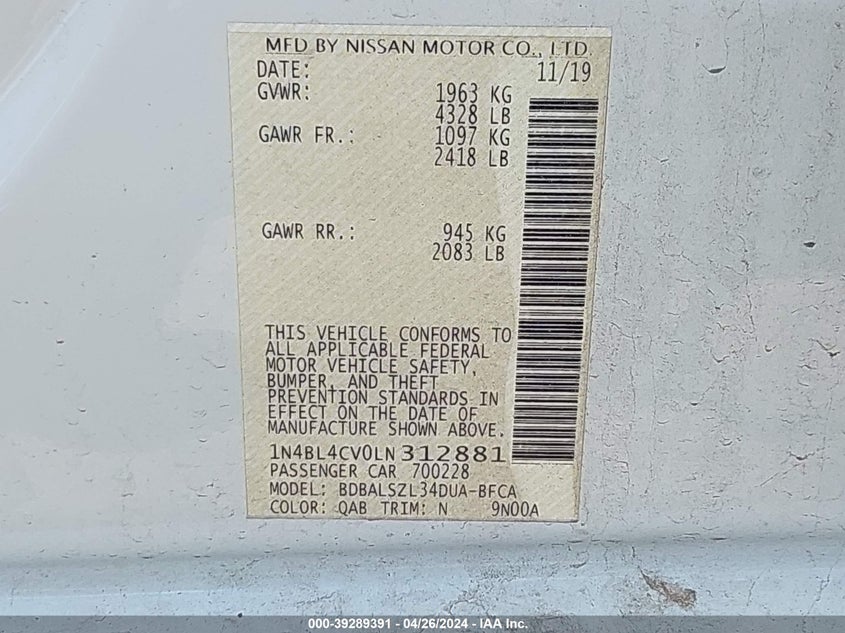 MFD BY NISSAN MOTOR CO., LTD.
DATE: 11/19
GVWR: 1963 KG
4328 LB
GAWR FR.: 1097 KG
2418 LB
GAWR RR.: 945 KG
2083 LB
THIS VEHICLE CONFORMS TO
ALL APPLICABLE FEDERAL
MOTOR VEHICLE SAFETY,
BUMPER, AND THEFT
PREVENTION STANDARDS IN
EFFECT ON THE DATE OF
MANUFACTURE SHOWN ABOVE.
1N4BL4CV0LN312881
PASSENGER CAR 700228
MODEL: BDBALSZL34DUA-BFCA
COLOR: QAB TRIM: N 9N00A
000-39289391 - 04/26/2024 - IAA Inc.